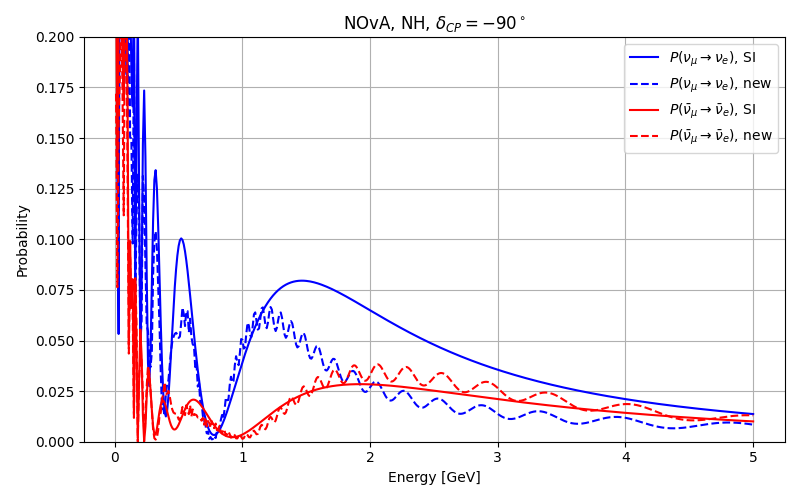 NOvA, NH, δ_CP = −90°
P(ν_μ → ν_e), SI
P(ν_μ → ν_e), new
P(ν̄_μ → ν̄_e), SI
P(ν̄_μ → ν̄_e), new
Probability
0.200
0.175
0.150
0.125
0.100
0.075
0.050
0.025
0.000
0 1 2 3 4 5
Energy [GeV]